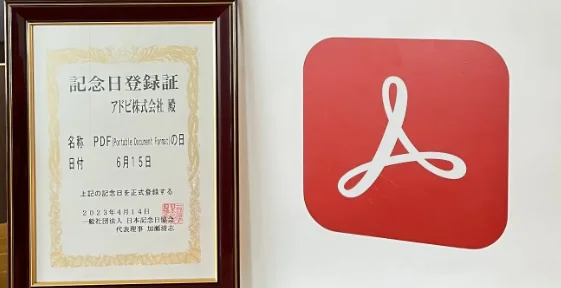 記念日登録証
アドビ株式会社 殿
名称 PDF(Portable Document Format)の日
日付 6月15日
上記の記念日を正式登録する
2023年4月14日
一般社団法人 日本記念日協会
代表理事 加瀬清志